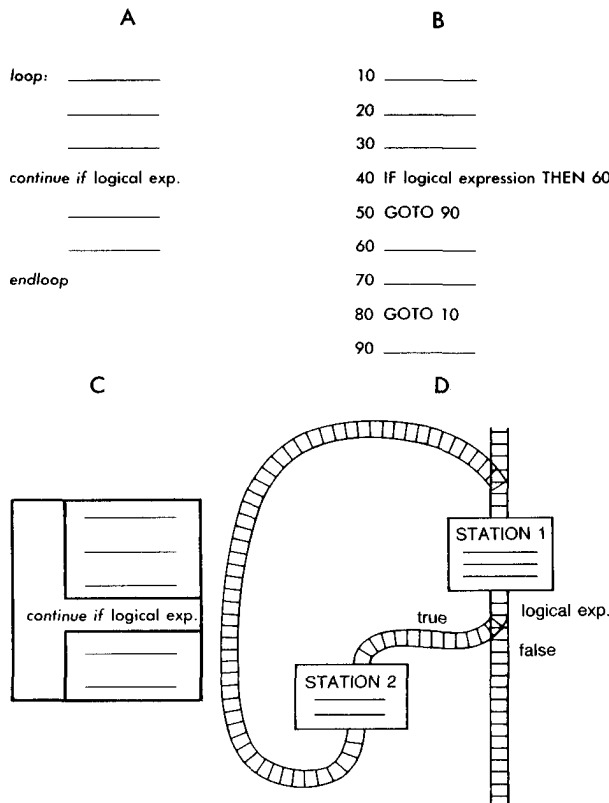 A
loop:
continue if logical exp.
endloop
B
10
20
30
40 IF logical expression THEN 60
50 GOTO 90
60
70
80 GOTO 10
90
C
continue if logical exp.
D
STATION 1
logical exp.
true
false
STATION 2